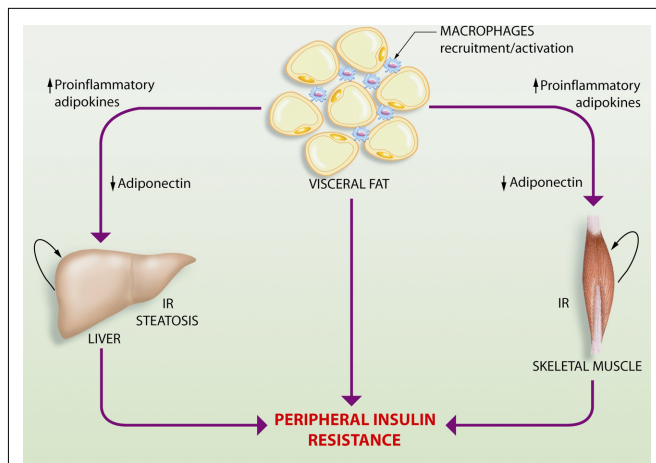 MACROPHAGES
recruitment/activation
Proinflammatory
adipokines
Proinflammatory
adipokines
VISCERAL FAT
Adiponectin
Adiponectin
IR
STEATOSIS
LIVER
IR
SKELETAL MUSCLE
PERIPHERAL INSULIN
RESISTANCE